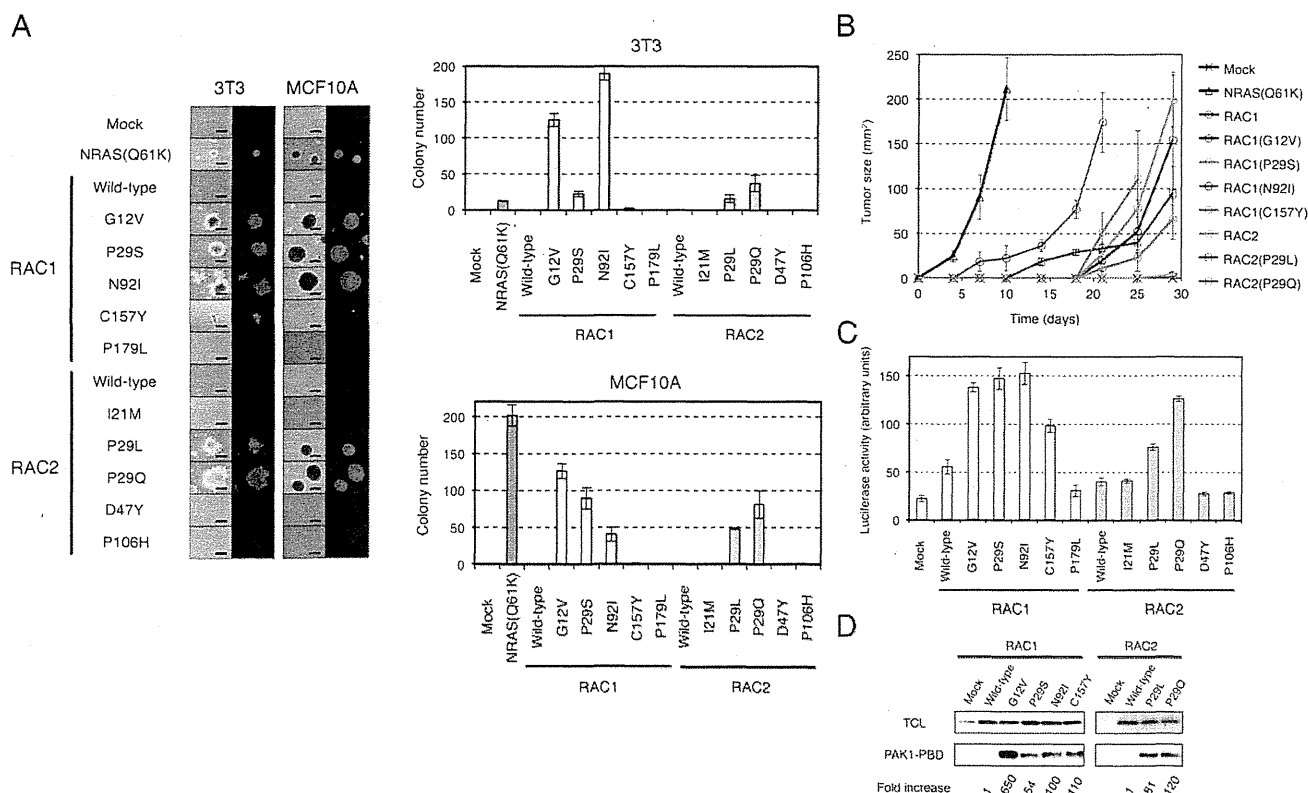 A
3T3
MCF10A
Mock
NRAS(Q61K)
Wild-type
G12V
P29S
RAC1
N92I
C157Y
P179L
Wild-type
I21M
P29L
RAC2
P29Q
D47Y
P106H
3T3
200
150
100
50
0
Colony number
Mock
NRAS(Q61K)
Wild-type
G12V
P29S
N92I
C157Y
P179L
Wild-type
I21M
P29L
P29Q
D47Y
P106H
RAC1
RAC2
MCF10A
200
150
100
50
0
Colony number
Mock
NRAS(Q61K)
Wild-type
G12V
P29S
N92I
C157Y
P179L
Wild-type
I21M
P29L
P29Q
D47Y
P106H
RAC1
RAC2
B
250
200
150
100
50
0
Tumor size (mm²)
0 5 10 15 20 25 30
Time (days)
Mock
NRAS(Q61K)
RAC1
RAC1(G12V)
RAC1(P29S)
RAC1(N92I)
RAC1(C157Y)
RAC2
RAC2(P29L)
RAC2(P29Q)
C
150
100
50
0
Luciferase activity (arbitrary units)
Mock
Wild-type
G12V
P29S
N92I
C157Y
P179L
Wild-type
I21M
P29L
P29Q
D47Y
P106H
RAC1
RAC2
D
RAC1
RAC2
Mock
Wild-type
G12V
P29S
N92I
C157Y
Mock
Wild-type
P29L
P29Q
TCL
PAK1-PBD
Fold increase
1
650
54
100
110
1
81
120